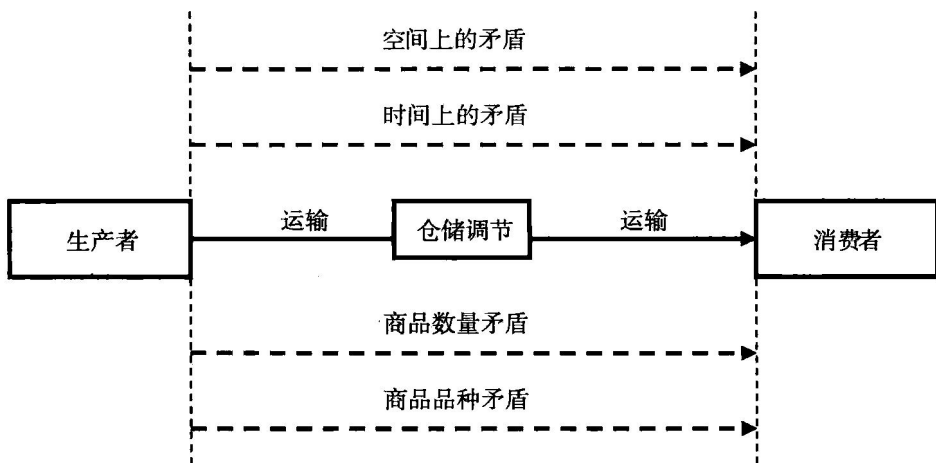 空间上的矛盾
时间上的矛盾
生产者
运输
仓储调节
运输
消费者
商品数量矛盾
商品品种矛盾